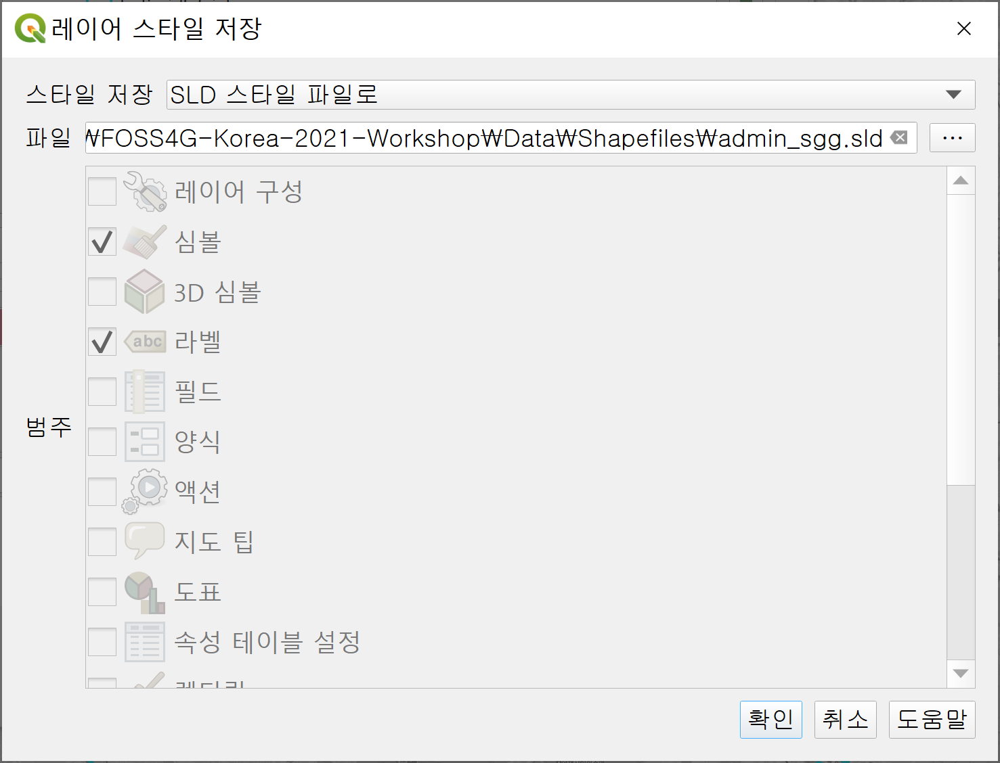 레이어 스타일 저장
스타일 저장 SLD 스타일 파일로
파일 \FOSS4G-Korea-2021-Workshop\Data\Shapefiles\admin_sgg.sld ...
범주
레이어 구성
심볼
3D 심볼
abc 라벨
필드
양식
액션
지도 팁
도표
속성 테이블 설정
확인 취소 도움말